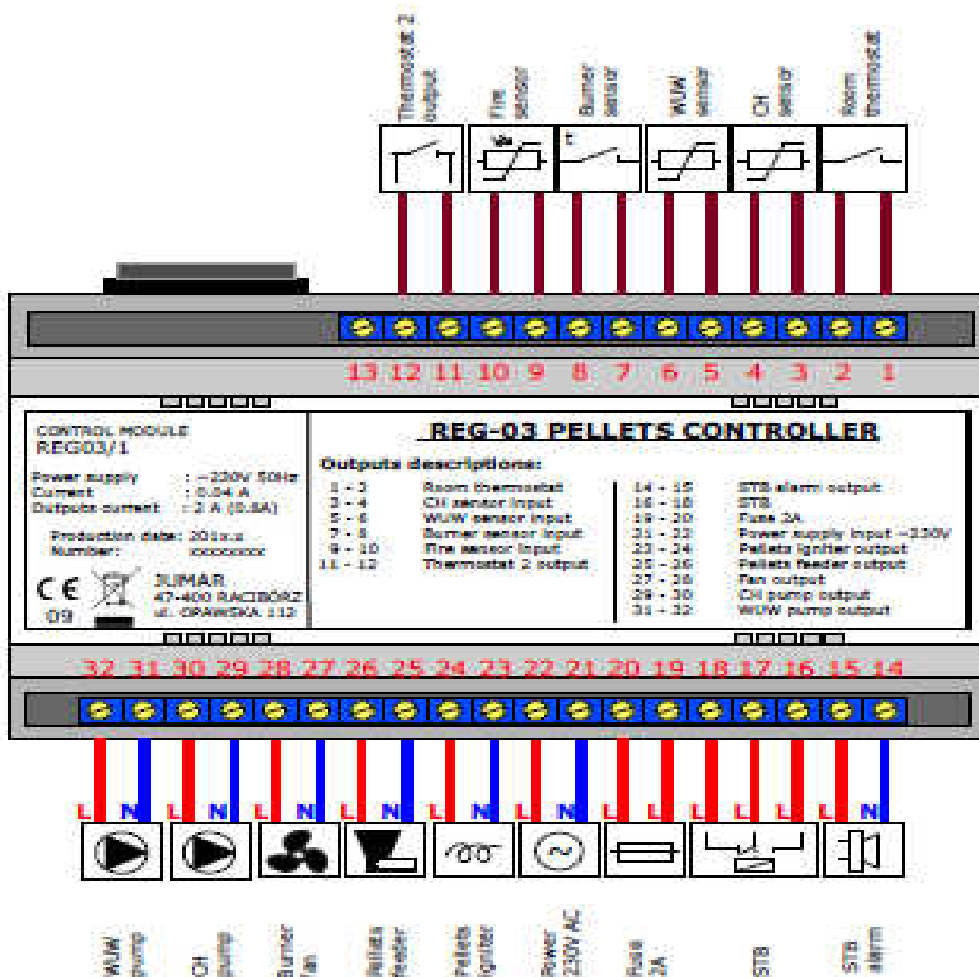 Thermostat 2
output
Fire
sensor
Burner
sensor
WUW
sensor
CH
sensor
Room
thermostat
13 12 11 10 9 8 7 6 5 4 3 2 1
CONTROL MODULE
REG03/1
Power supply : ~220V 50Hz
Current : 0.04 A
Outputs current : 2 A (0.8A)
Production date: 201x.x
Number: xxxxxxxxx
CE
09
JUMAR
47-400 RACIBÓRZ
ul. OPAWSKA 112
REG-03 PELLETS CONTROLLER
Outputs descriptions:
1 - 2 Room thermostat
3 - 4 CH sensor input
5 - 6 WUW sensor input
7 - 8 Burner sensor input
9 - 10 Fire sensor input
11 - 12 Thermostat 2 output
14 - 15 STB alarm output
16 - 18 STB
19 - 20 Fuse 2A
21 - 22 Power supply input ~220V
23 - 24 Pellets igniter output
25 - 26 Pellets feeder output
27 - 28 Fan output
29 - 30 CH pump output
31 - 32 WUW pump output
32 31 30 29 28 27 26 25 24 23 22 21 20 19 18 17 16 15 14
L N L N L N L N L N L N L L L L L L N
WUW
pump
CH
pump
Burner
fan
Pellets
feeder
Pellets
igniter
Power
230V AC
Fuse
2A
STB
STB
alarm